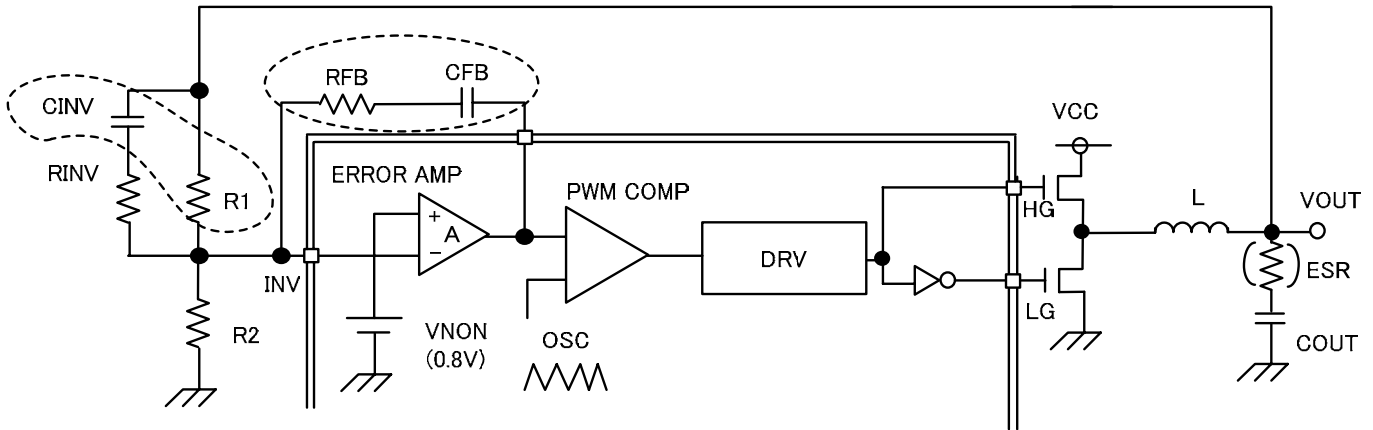 RFB
CFB
CINV
VCC
RINV
ERROR AMP
R1
PWM COMP
L
VOUT
HG
+
A
−
DRV
ESR
INV
LG
R2
VNON
(0.8V)
OSC
COUT